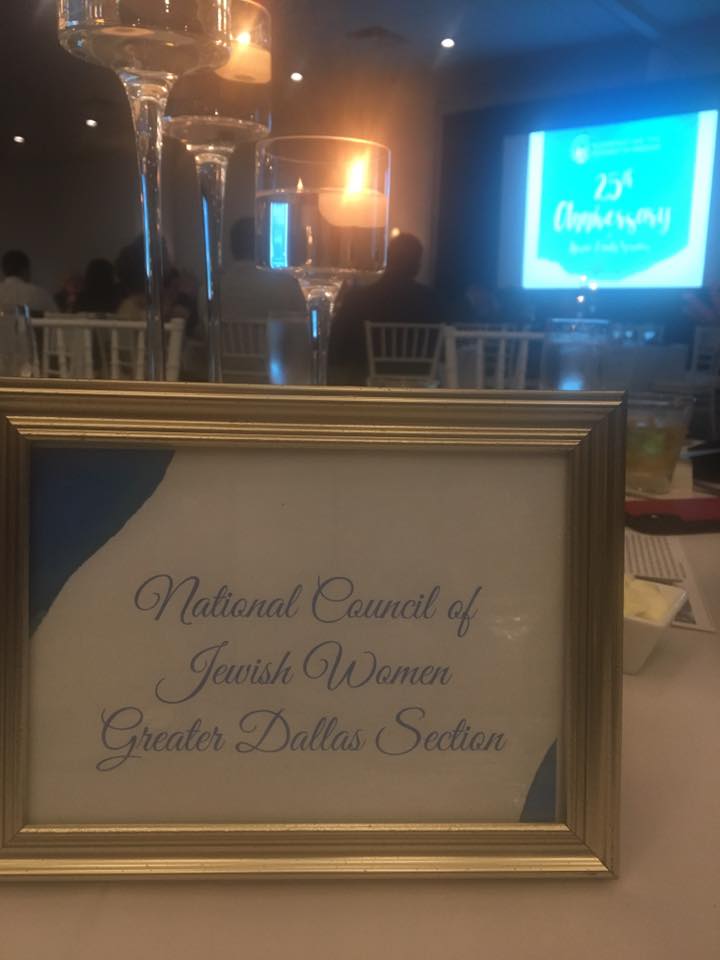 25th
Anniversary
National Council of
Jewish Women
Greater Dallas Section